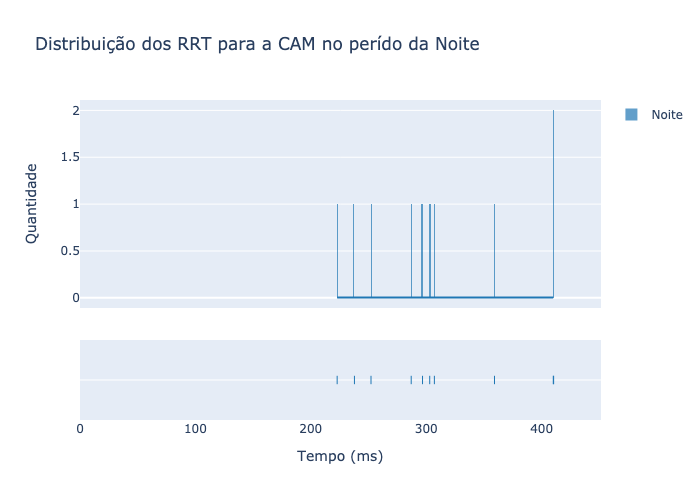 Distribuição dos RRT para a CAM no perído da Noite
2
1.5
1
0.5
0
Quantidade
Noite
0
100
200
300
400
Tempo (ms)